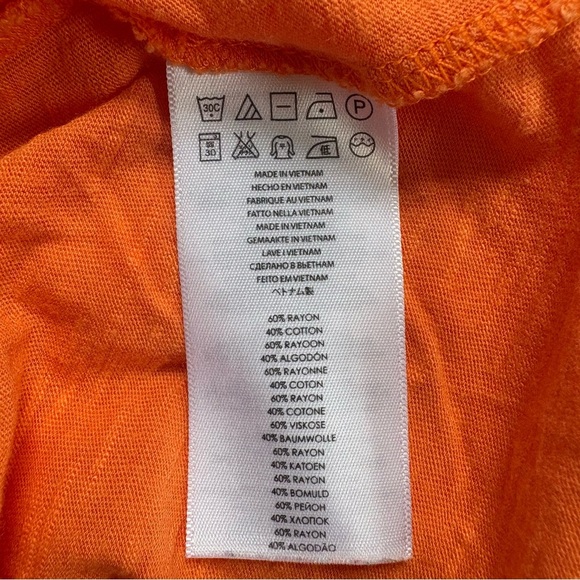 30C P
30 低
MADE IN VIETNAM
HECHO EN VIETNAM
FABRIQUE AU VIETNAM
FATTO NELLA VIETNAM
MADE IN VIETNAM
GEMAAKTE IN VIETNAM
LAVE I VIETNAM
СДЕЛАНО В ВЬЕТНАМ
FEITO EM VIETNAM
ベトナム製
60% RAYON
40% COTTON
60% RAYOON
40% ALGODÓN
60% RAYONNE
40% COTON
60% RAYON
40% COTONE
60% VISKOSE
40% BAUMWOLLE
60% RAYON
40% KATOEN
60% RAYON
40% BOMULD
60% РЕЙОН
40% ХЛОПОК
60% RAYON
40% ALGODÃO